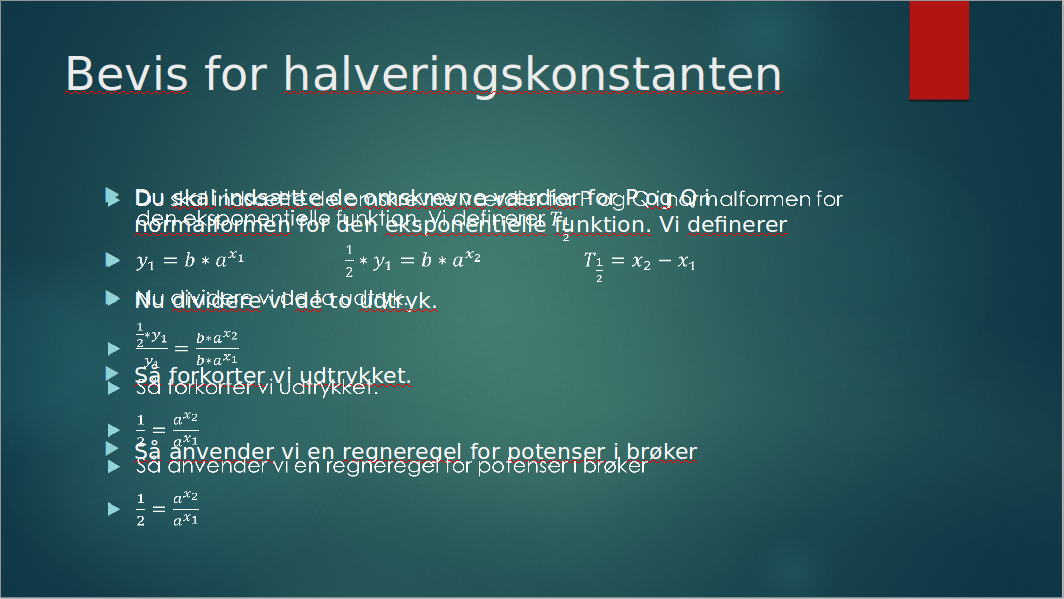 Bevis for halveringskonstanten
Du skal indsætte de omskrevne værdier for P og Q i
normalformen for den eksponentielle funktion. Vi definerer
Du skal indsætte de omskrevne værdier for P og Q i normalformen for
den eksponentielle funktion. Vi definerer T_{1/2}
y_1 = b * a^{x_1} \frac{1}{2} * y_1 = b * a^{x_2} T_{\frac{1}{2}} = x_2 − x_1
Nu dividere vi de to udtryk.
Nu dividere vi de to udtryk.
\frac{\frac{1}{2}*y_1}{y_1} = \frac{b*a^{x_2}}{b*a^{x_1}}
Så forkorter vi udtrykket.
Så forkorter vi udtrykket.
\frac{1}{2} = \frac{a^{x_2}}{a^{x_1}}
Så anvender vi en regneregel for potenser i brøker
Så anvender vi en regneregel for potenser i brøker
\frac{1}{2} = \frac{a^{x_2}}{a^{x_1}}